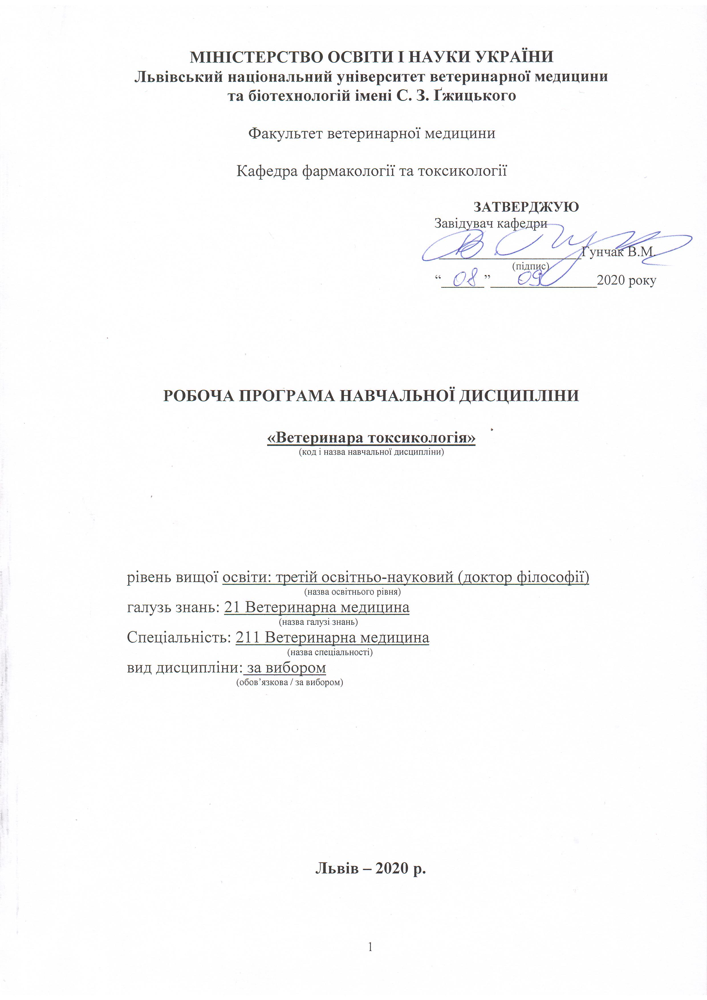 МІНІСТЕРСТВО ОСВІТИ І НАУКИ УКРАЇНИ
Львівський національний університет ветеринарної медицини
та біотехнологій імені С. З. Ґжицького
Факультет ветеринарної медицини
Кафедра фармакології та токсикології
ЗАТВЕРДЖУЮ
Завідувач кафедри
Гунчак В.М.
(підпис)
“08” 09 2020 року
РОБОЧА ПРОГРАМА НАВЧАЛЬНОЇ ДИСЦИПЛІНИ
«Ветеринара токсикологія»
(код і назва навчальної дисципліни)
рівень вищої освіти: третій освітньо-науковий (доктор філософії)
(назва освітнього рівня)
галузь знань: 21 Ветеринарна медицина
(назва галузі знань)
Спеціальність: 211 Ветеринарна медицина
(назва спеціальності)
вид дисципліни: за вибором
(обов’язкова / за вибором)
Львів – 2020 р.
1